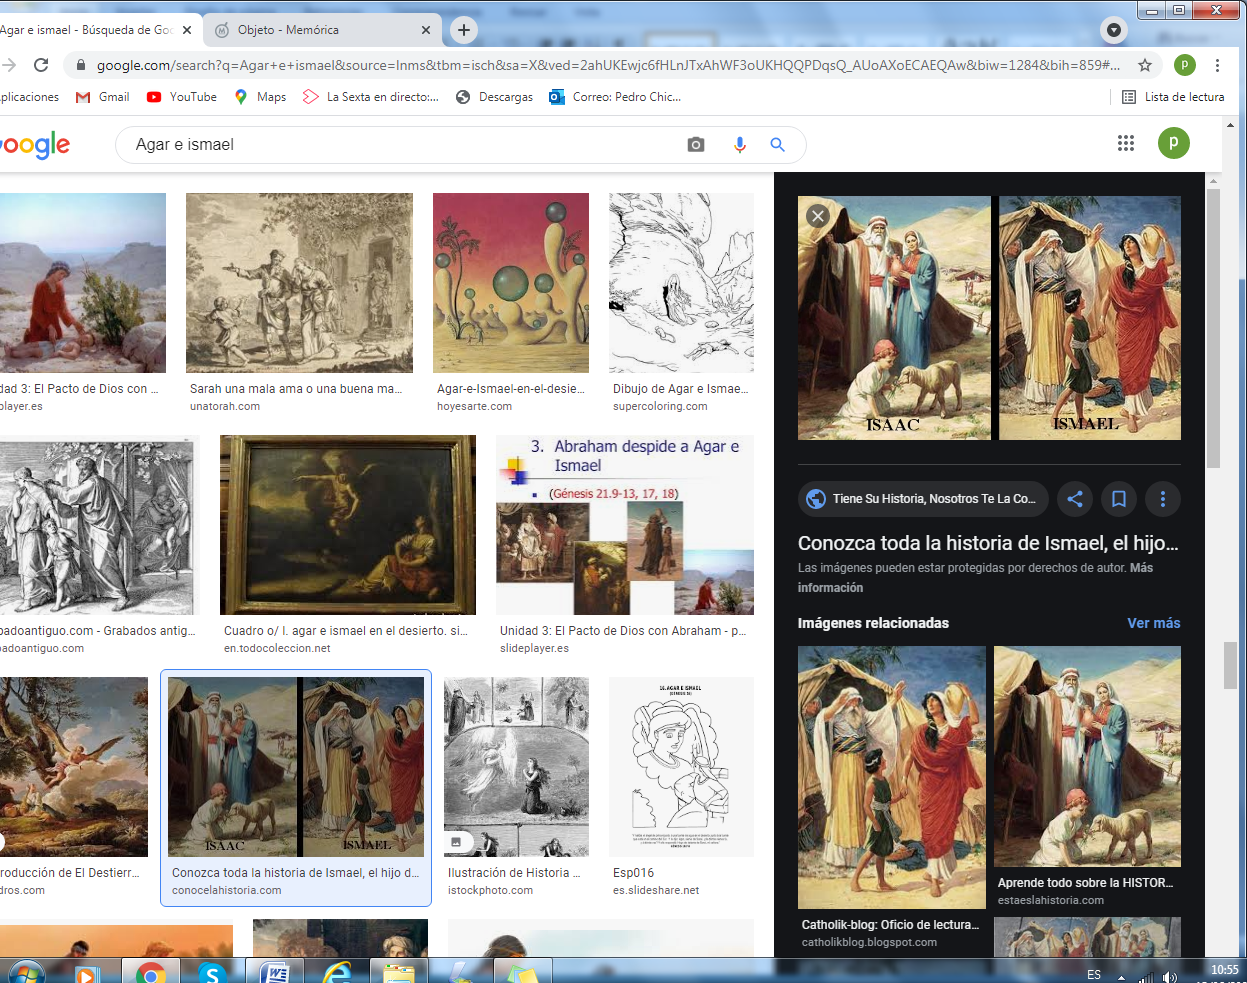 Agar e ismael - Búsqueda de Goo
Objeto - Memórica
google.com/search?q=Agar+e+ismael&source=lnms&tbm=isch&sa=X&ved=2ahUKEwjc6fHLnJTxAhWF3oUKHQQPDqsQ_AUoAXoECAEQAw&biw=1284&bih=859#...
p
plicaciones
Gmail
YouTube
Maps
La Sexta en directo:...
Descargas
Correo: Pedro Chic...
Lista de lectura
oogle
Agar e ismael
p
dad 3: El Pacto de Dios con ...
player.es
Sarah una mala ama o una buena ma...
unatorah.com
Agar-e-Ismael-en-el-desie...
hoyesarte.com
Dibujo de Agar e Ismae...
supercoloring.com
3. Abraham despide a Agar e
Ismael
(Génesis 21.9-13, 17, 18)
badoantiguo.com - Grabados antig...
badoantiguo.com
Cuadro o/ l. agar e ismael en el desierto. si...
en.todocoleccion.net
Unidad 3: El Pacto de Dios con Abraham - p...
slideplayer.es
ISAAC
ISMAEL
16. AGAR E ISMAEL
roducción de El Destierr...
dros.com
Conozca toda la historia de Ismael, el hijo d...
conocelahistoria.com
Ilustración de Historia ...
istockphoto.com
Esp016
es.slideshare.net
ISAAC
ISMAEL
Tiene Su Historia, Nosotros Te La Co...
Conozca toda la historia de Ismael, el hijo...
Las imágenes pueden estar protegidas por derechos de autor. Más
información
Imágenes relacionadas
Ver más
Catholik-blog: Oficio de lectura...
catholikblog.blogspot.com
Aprende todo sobre la HISTOR...
estaeslahistoria.com
ES
10:55